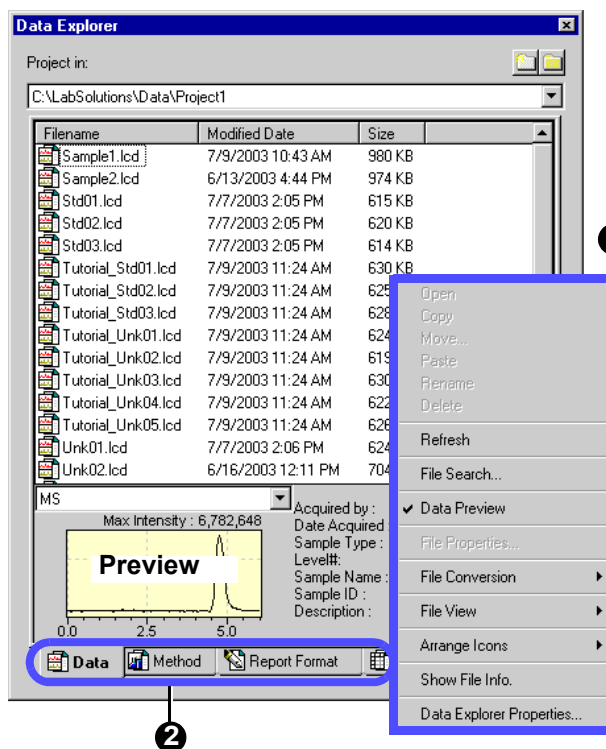 Data Explorer
Project in:
C:\LabSolutions\Data\Project1
Filename Modified Date Size
Sample1.lcd 7/9/2003 10:43 AM 980 KB
Sample2.lcd 6/13/2003 4:44 PM 974 KB
Std01.lcd 7/7/2003 2:05 PM 615 KB
Std02.lcd 7/7/2003 2:05 PM 620 KB
Std03.lcd 7/7/2003 2:05 PM 614 KB
Tutorial_Std01.lcd 7/9/2003 11:24 AM 630 KB
Tutorial_Std02.lcd 7/9/2003 11:24 AM 625
Tutorial_Std03.lcd 7/9/2003 11:24 AM 628
Tutorial_Unk01.lcd 7/9/2003 11:24 AM 624
Tutorial_Unk02.lcd 7/9/2003 11:24 AM 619
Tutorial_Unk03.lcd 7/9/2003 11:24 AM 630
Tutorial_Unk04.lcd 7/9/2003 11:24 AM 622
Tutorial_Unk05.lcd 7/9/2003 11:24 AM 626
Unk01.lcd 7/7/2003 2:06 PM 624
Unk02.lcd 6/16/2003 12:11 PM 704
MS
Max Intensity : 6,782,648
Preview
0.0 2.5 5.0
Acquired by :
Date Acquired :
Sample Type :
Level#:
Sample Name :
Sample ID :
Description :
Data Method Report Format
2
Open
Copy
Move...
Paste
Rename
Delete
Refresh
File Search...
Data Preview
File Properties...
File Conversion
File View
Arrange Icons
Show File Info.
Data Explorer Properties...